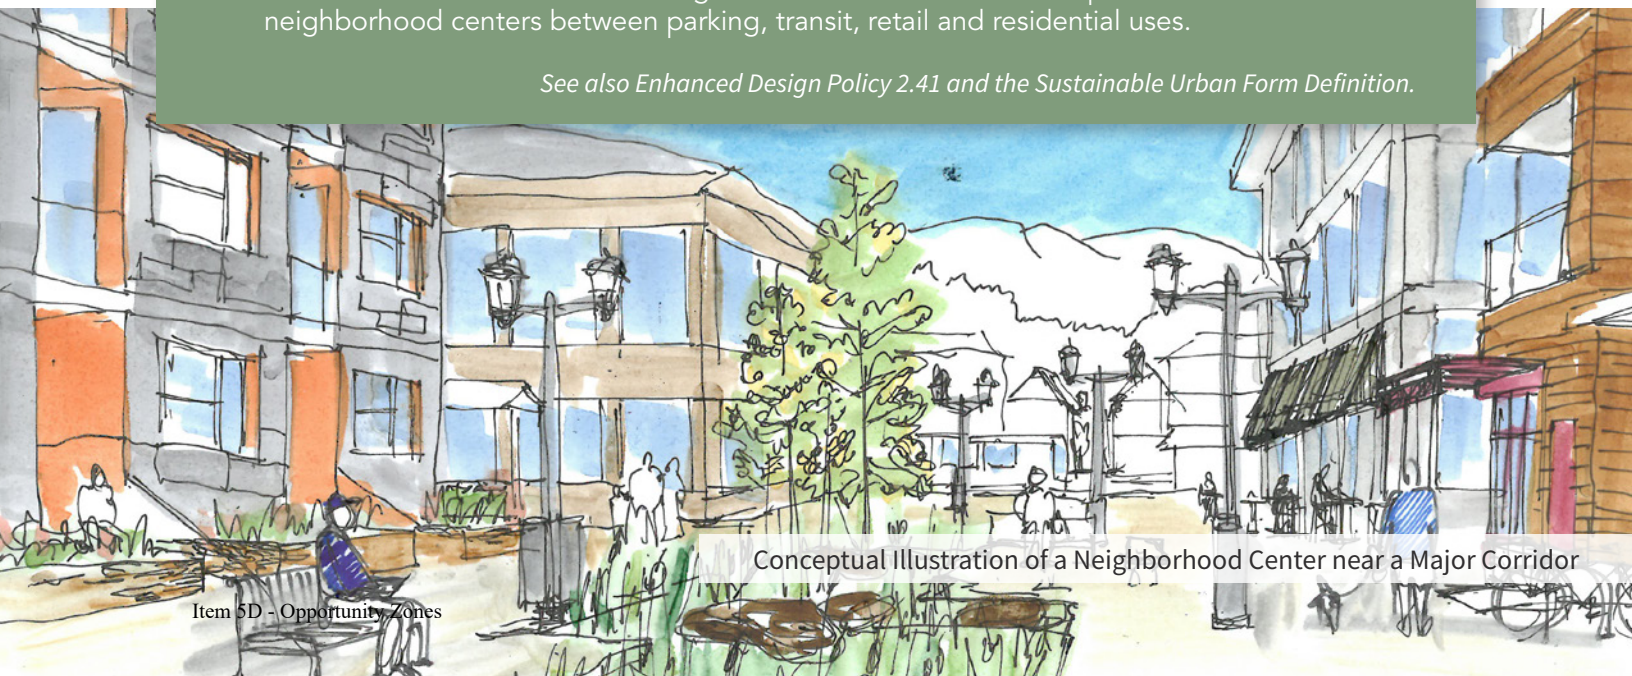 neighborhood centers between parking, transit, retail and residential uses.
See also Enhanced Design Policy 2.41 and the Sustainable Urban Form Definition.
Conceptual Illustration of a Neighborhood Center near a Major Corridor
Item 5D - Opportunity Zones